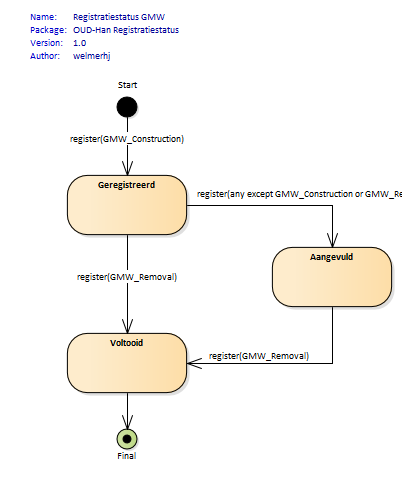 Name: Registratiestatus GMW
Package: OUD-Han Registratiestatus
Version: 1.0
Author: welmerhj
Start
register(GMW_Construction)
Geregistreerd
register(any except GMW_Construction or GMW_Re
Aangevuld
register(GMW_Removal)
Voltooid
register(GMW_Removal)
Final